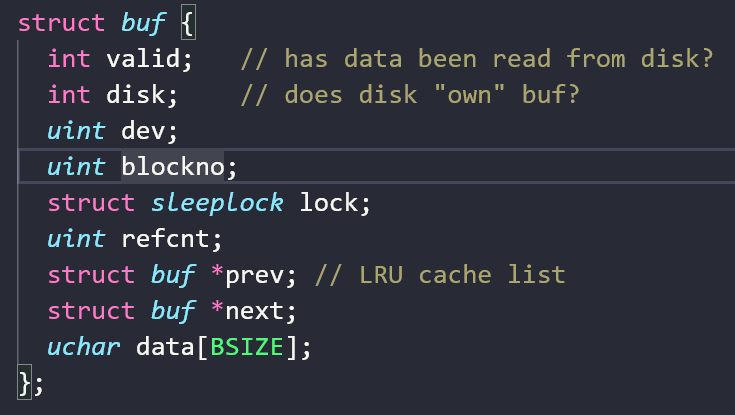 struct buf {
  int valid;   // has data been read from disk?
  int disk;    // does disk "own" buf?
  uint dev;
  uint blockno;
  struct sleeplock lock;
  uint refcnt;
  struct buf *prev; // LRU cache list
  struct buf *next;
  uchar data[BSIZE];
};